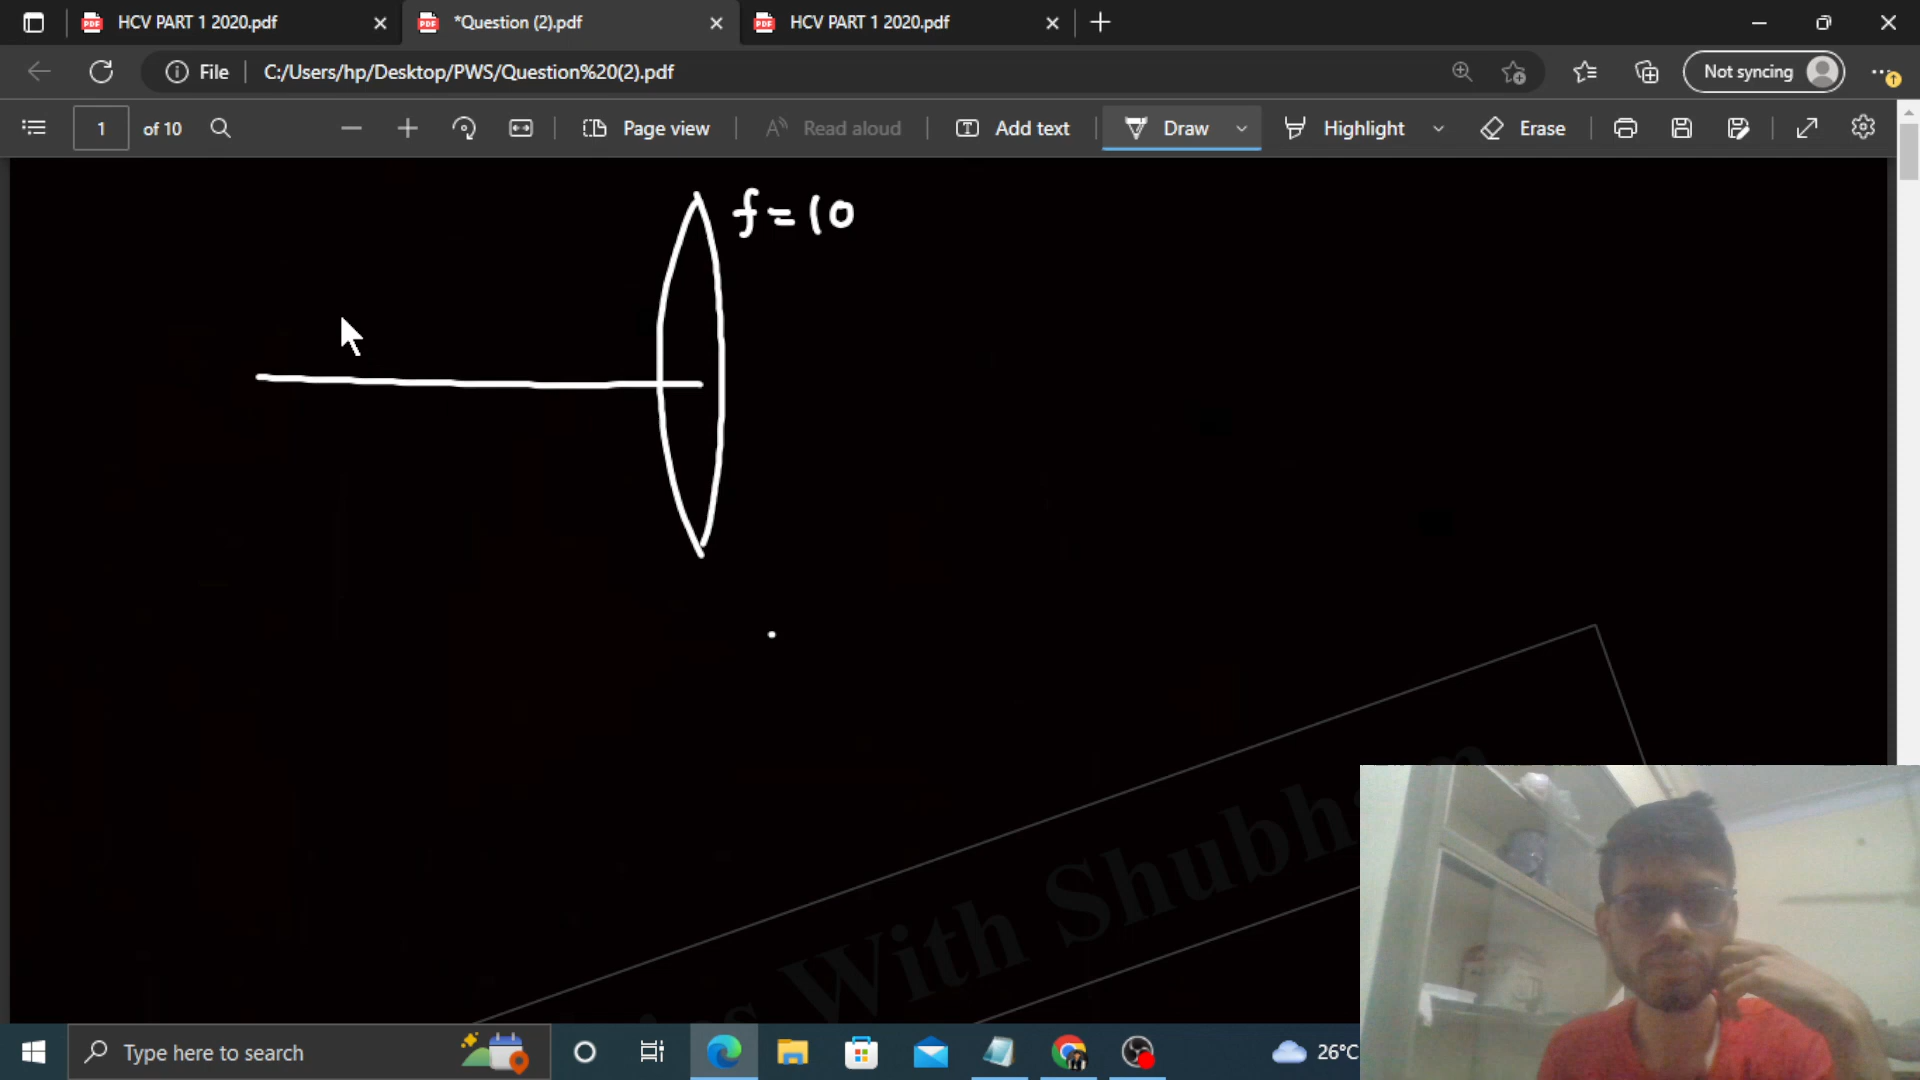 HCV PART 1 2020.pdf
*Question (2).pdf
HCV PART 1 2020.pdf
File
C:/Users/hp/Desktop/PWS/Question%20(2).pdf
Not syncing
1 of 10
Page view
Read aloud
Add text
Draw
Highlight
Erase
f=10
With Shubham
Type here to search
26°C